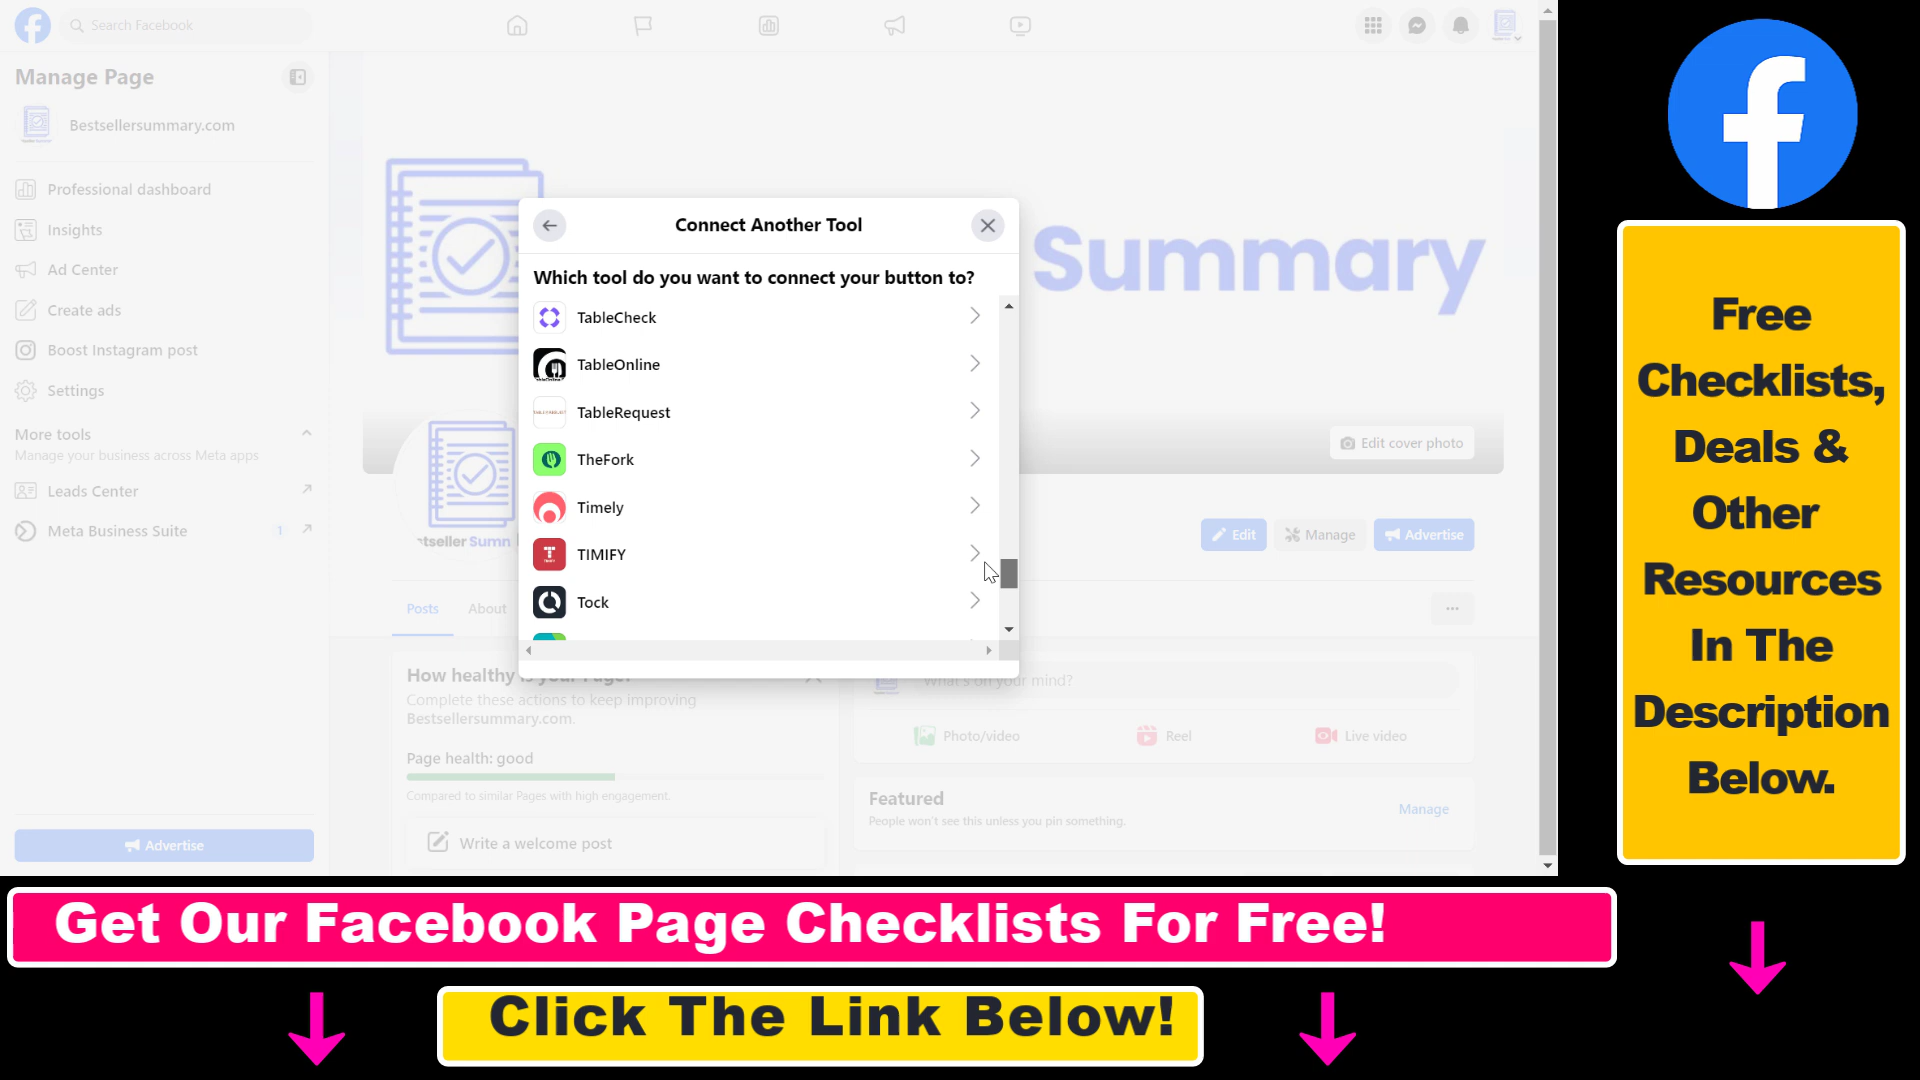 Search Facebook
Manage Page
Bestsellersummary.com
Professional dashboard
Insights
Ad Center
Create ads
Boost Instagram post
Settings
More tools
Manage your business across Meta apps
Leads Center
Meta Business Suite
1
Advertise
Summary
Edit cover photo
tseller Sumn
Edit
Manage
Advertise
Posts
About
...
Connect Another Tool
Which tool do you want to connect your button to?
TableCheck
TableOnline
TableRequest
TheFork
Timely
TIMIFY
Tock
How healthy is your Page?
Complete these actions to keep improving
Bestsellersummary.com.
Page health: good
Compared to similar Pages with high engagement.
Write a welcome post
What's on your mind?
Photo/video
Reel
Live video
Featured
Manage
People won't see this unless you pin something.
Free
Checklists,
Deals &
Other
Resources
In The
Description
Below.
Get Our Facebook Page Checklists For Free!
Click The Link Below!